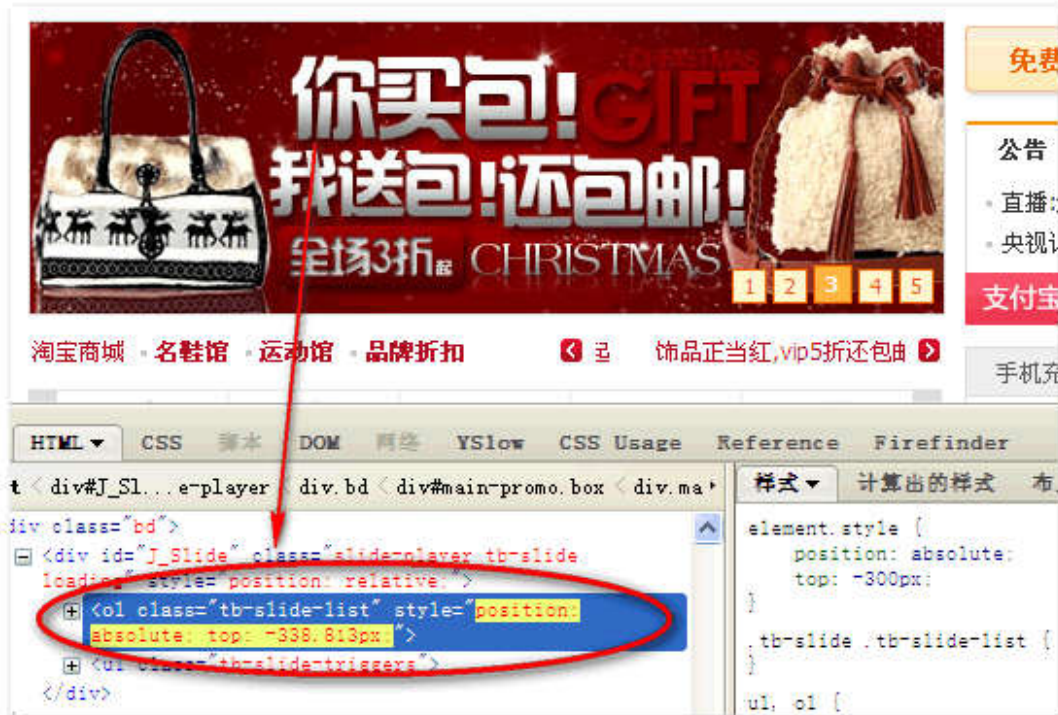 你买包!GIFT
CHRISTMAS
我送包!还包邮!
全场3折起 CHRISTMAS
1 2 3 4 5
免费
公告
直播:
央视
支付宝
淘宝商城 名鞋馆 运动馆 品牌折扣
饰品正当红,vip5折还包邮
手机充
HTML CSS 脚本 DOM 网络 YSlow CSS Usage Reference Firefinder
t < div#J_Sl...e-player < div.bd < div#main-promo.box < div.ma
样式 计算出的样式 布
div class="bd">
<div id="J_Slide" class="slide-player tb-slide
loading" style="position: relative;">
<ol class="tb-slide-list" style="position:
absolute; top: -338.813px;">
<ul class="tb-slide-triggers">
</div>
element.style {
position: absolute;
top: -300px;
}
.tb-slide .tb-slide-list {
}
ul, ol {